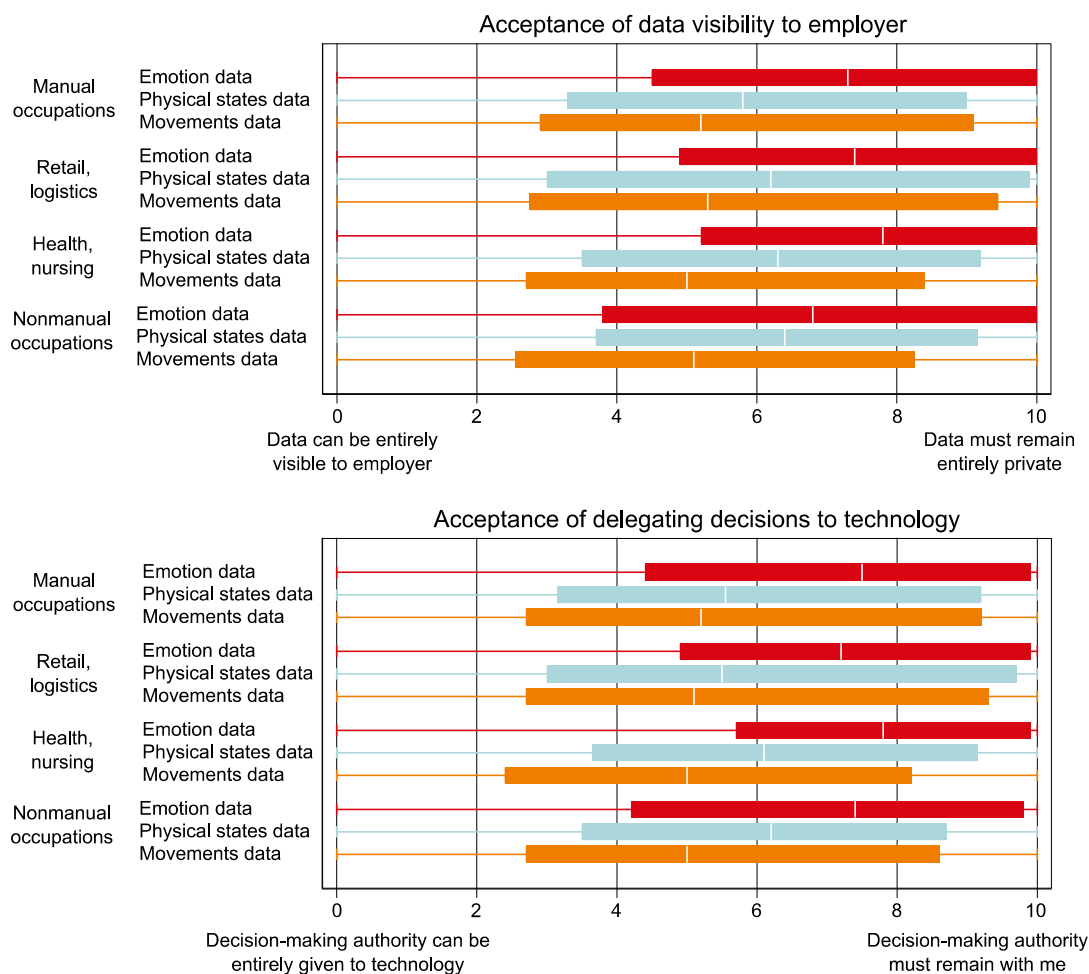 Acceptance of data visibility to employer
Manual
occupations
Emotion data
Physical states data
Movements data
Retail,
logistics
Emotion data
Physical states data
Movements data
Health,
nursing
Emotion data
Physical states data
Movements data
Nonmanual
occupations
Emotion data
Physical states data
Movements data
0 2 4 6 8 10
Data can be entirely
visible to employer
Data must remain
entirely private
Acceptance of delegating decisions to technology
Manual
occupations
Emotion data
Physical states data
Movements data
Retail,
logistics
Emotion data
Physical states data
Movements data
Health,
nursing
Emotion data
Physical states data
Movements data
Nonmanual
occupations
Emotion data
Physical states data
Movements data
0 2 4 6 8 10
Decision-making authority can be
entirely given to technology
Decision-making authority
must remain with me